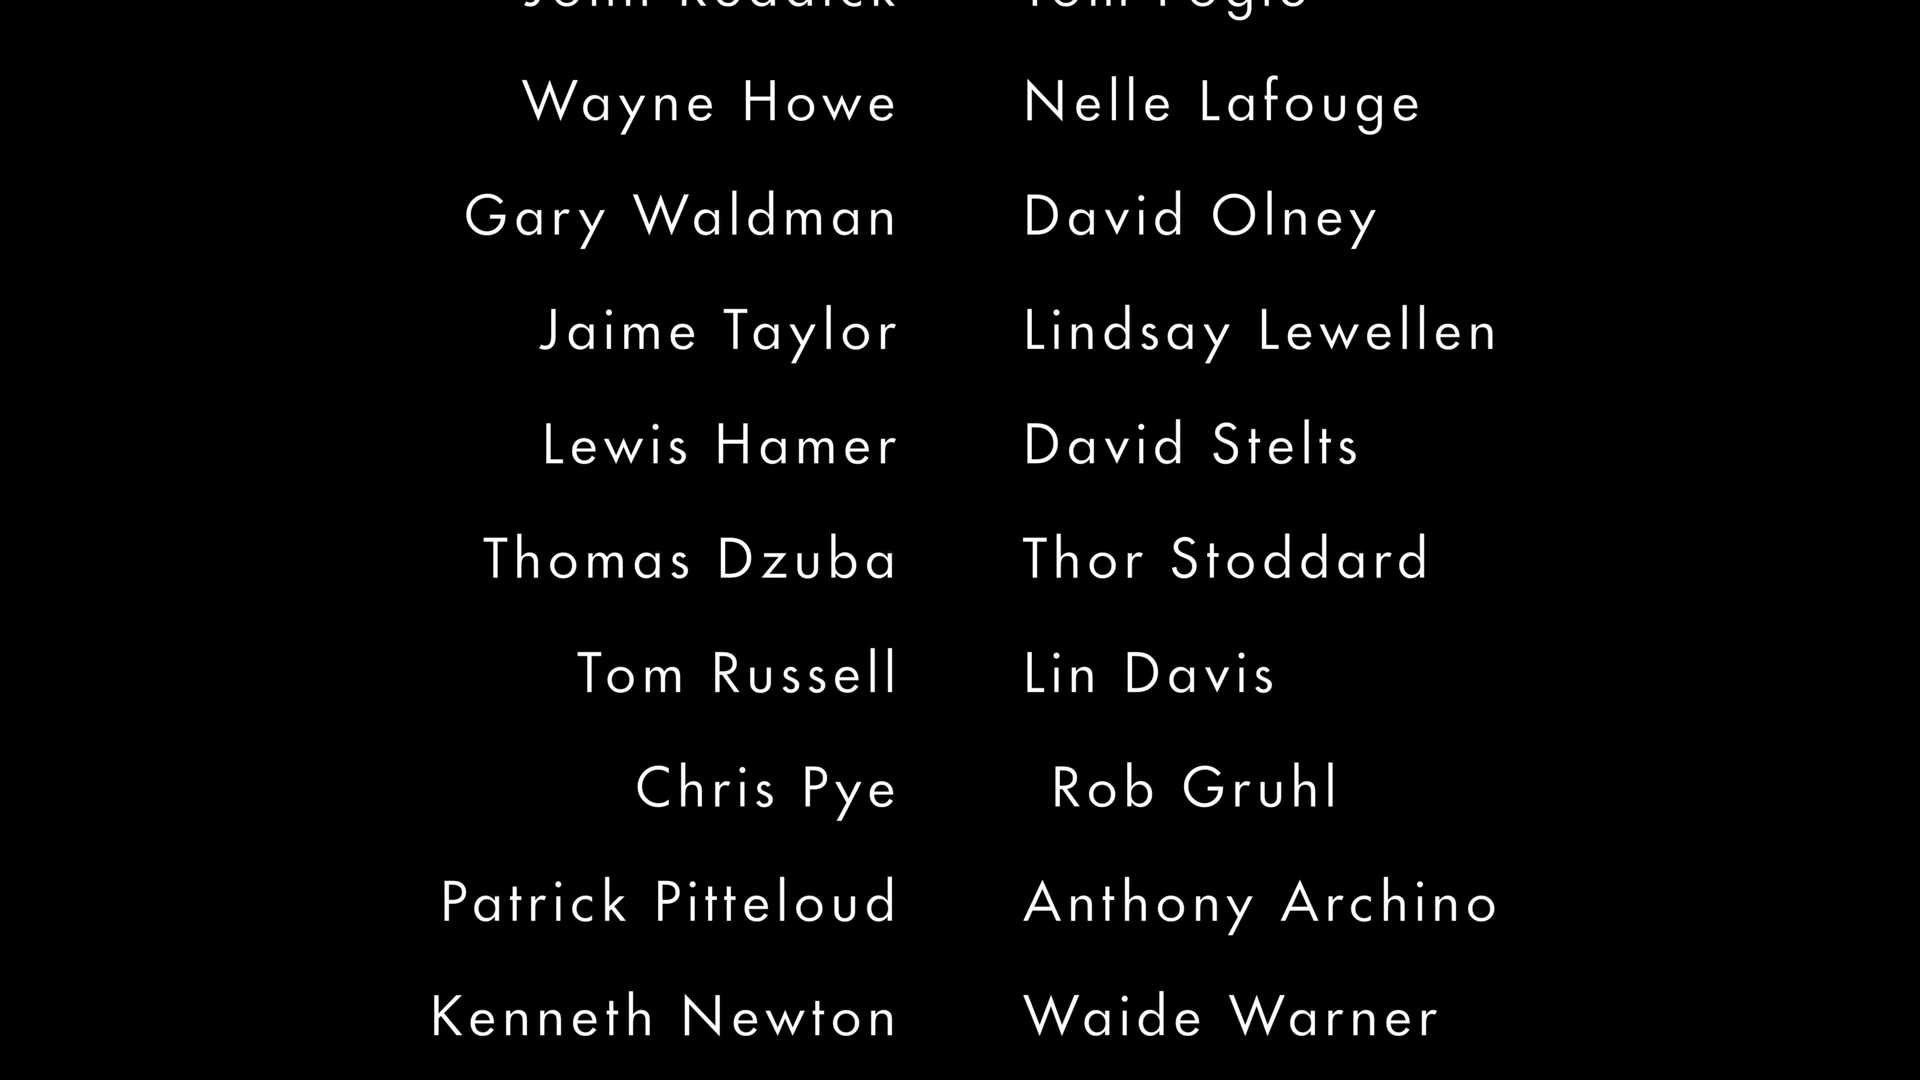 Wayne Howe Nelle Lafouge
Gary Waldman David Olney
Jaime Taylor Lindsay Lewellen
Lewis Hamer David Stelts
Thomas Dzuba Thor Stoddard
Tom Russell Lin Davis
Chris Pye Rob Gruhl
Patrick Pitteloud Anthony Archino
Kenneth Newton Waide Warner